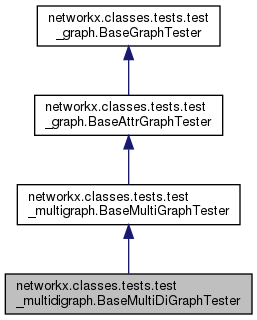 networkx.classes.tests.test
_graph.BaseGraphTester
networkx.classes.tests.test
_graph.BaseAttrGraphTester
networkx.classes.tests.test
_multigraph.BaseMultiGraphTester
networkx.classes.tests.test
_multidigraph.BaseMultiDiGraphTester